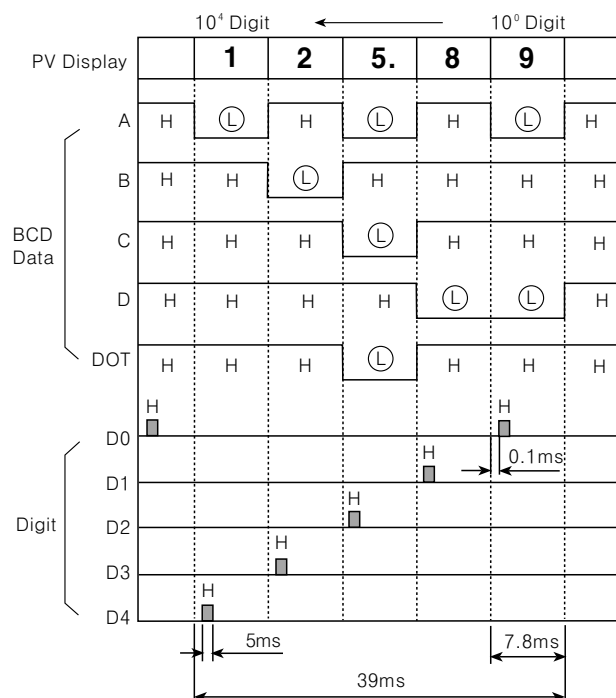 10⁴ Digit 10⁰ Digit
PV Display 1 2 5. 8 9
A H L H L H L H
B H H L H H H H
BCD
Data
C H H H L H H H
D H H H H L L H
DOT H H H L H H H
H H
D0
H 0.1ms
D1
H
Digit
D2
H
D3
H
D4
5ms 7.8ms
39ms